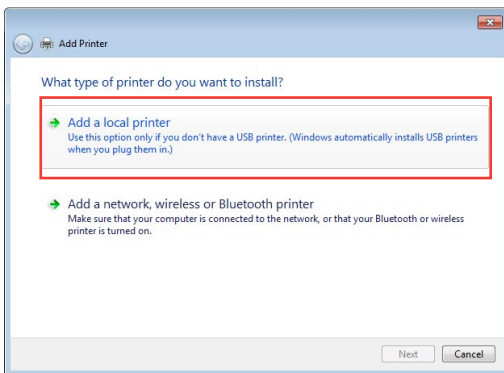 Add Printer
What type of printer do you want to install?
Add a local printer
Use this option only if you don't have a USB printer. (Windows automatically installs USB printers
when you plug them in.)
Add a network, wireless or Bluetooth printer
Make sure that your computer is connected to the network, or that your Bluetooth or wireless
printer is turned on.
Next Cancel